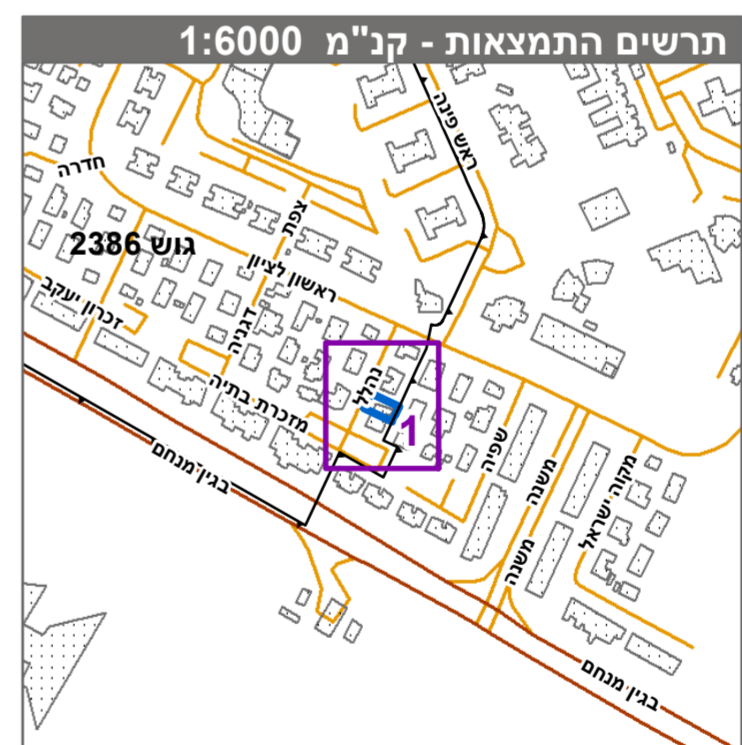 תרשים התמצאות - קנ"מ 1:6000
ראש פינה
חדרה
צפת
גוש 2386
ראשון לציון
זכרון יעקב
דגניה
נהלל
מזכרת בתיה
1
שפיה
משנה
מקוה ישראל
בגין מנחם
משנה
בגין מנחם